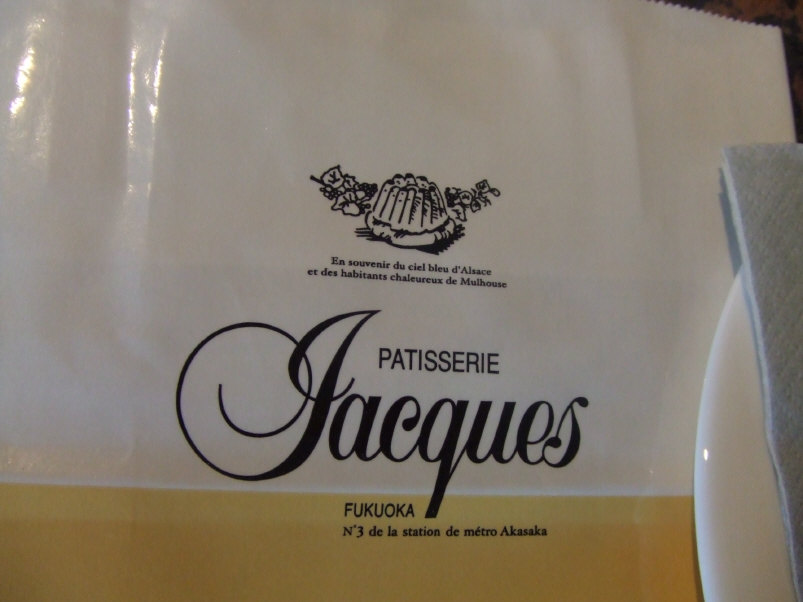 En souvenir du ciel bleu d'Alsace
et des habitants chaleureux de Mulhouse
PATISSERIE
Jacques
FUKUOKA
N°3 de la station de métro Akasaka